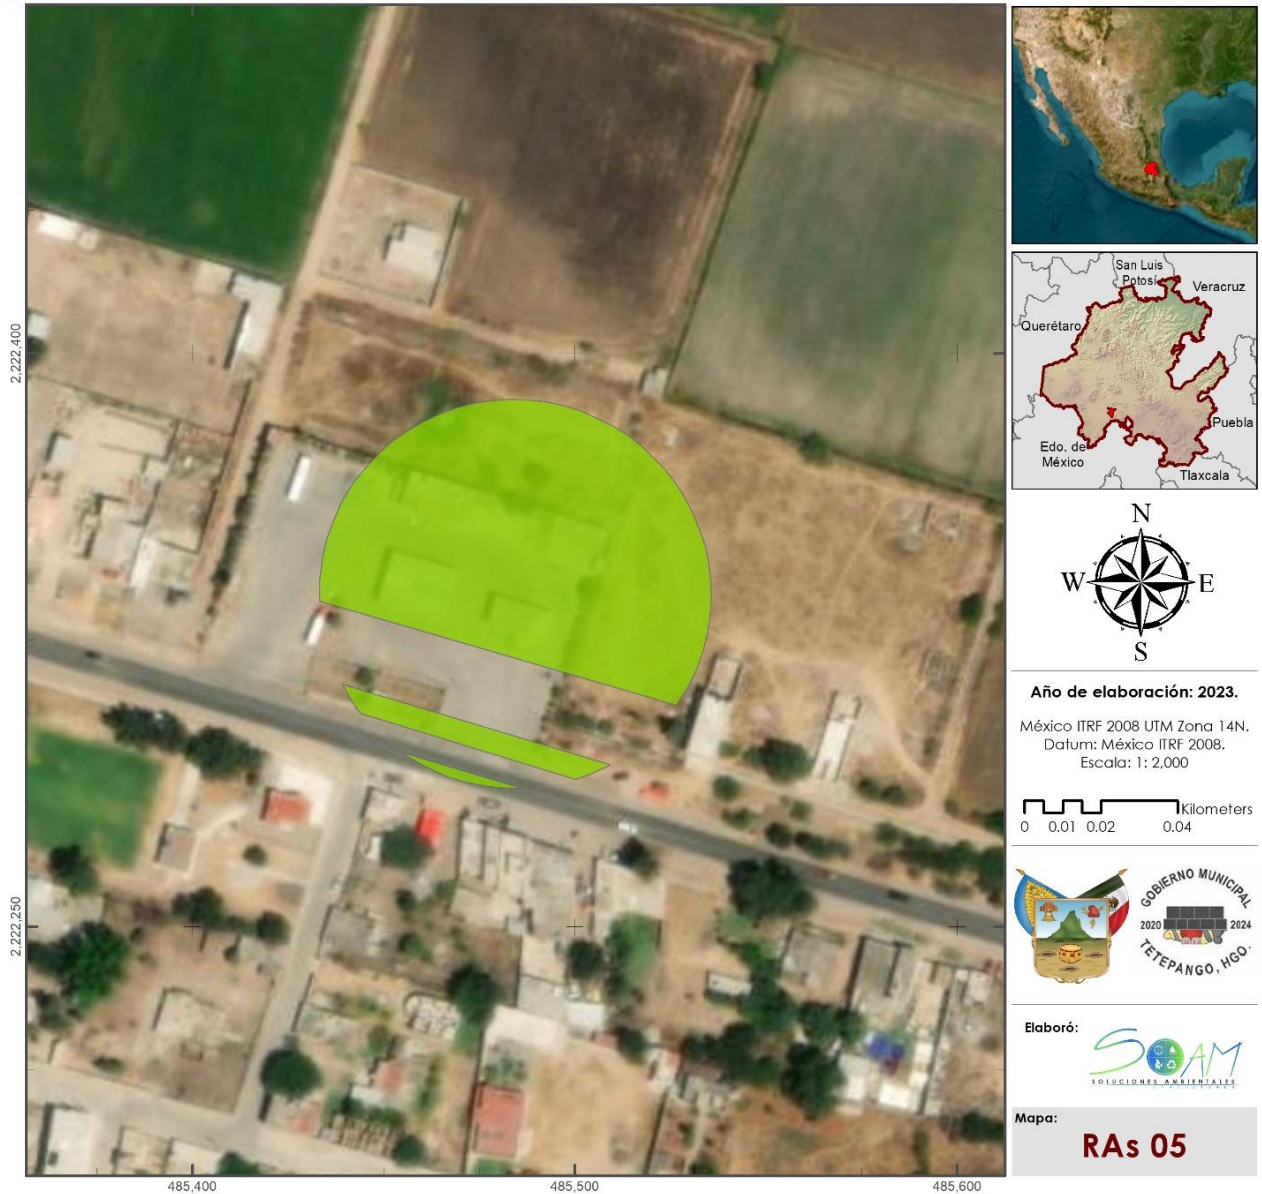 2,222,400
2,222,250
485,400
485,500
485,600
San Luis
Potosí
Veracruz
Querétaro
Puebla
Edo. de
México
Tlaxcala
N
W
E
S
Año de elaboración: 2023.
México ITRF 2008 UTM Zona 14N.
Datum: México ITRF 2008.
Escala: 1: 2,000
Kilometers
0 0.01 0.02 0.04
GOBIERNO MUNICIPAL
2020 2024
TETEPANGO, HGO.
Elaboró:
SOAM
SOLUCIONES AMBIENTALES
Mapa:
RAs 05